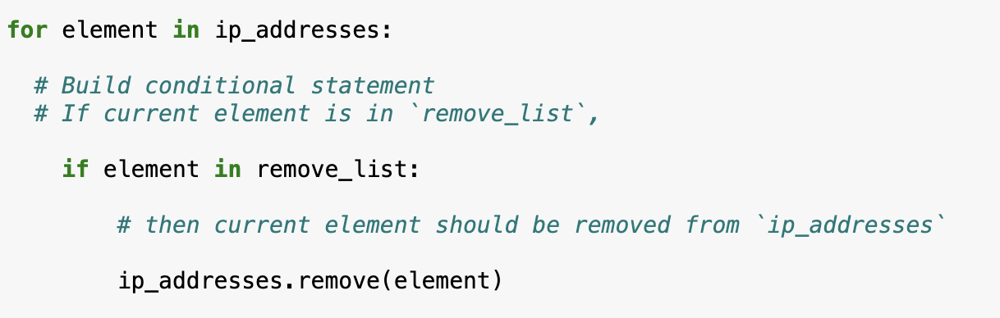 for element in ip_addresses:
# Build conditional statement
# If current element is in `remove_list`,
if element in remove_list:
# then current element should be removed from `ip_addresses`
ip_addresses.remove(element)